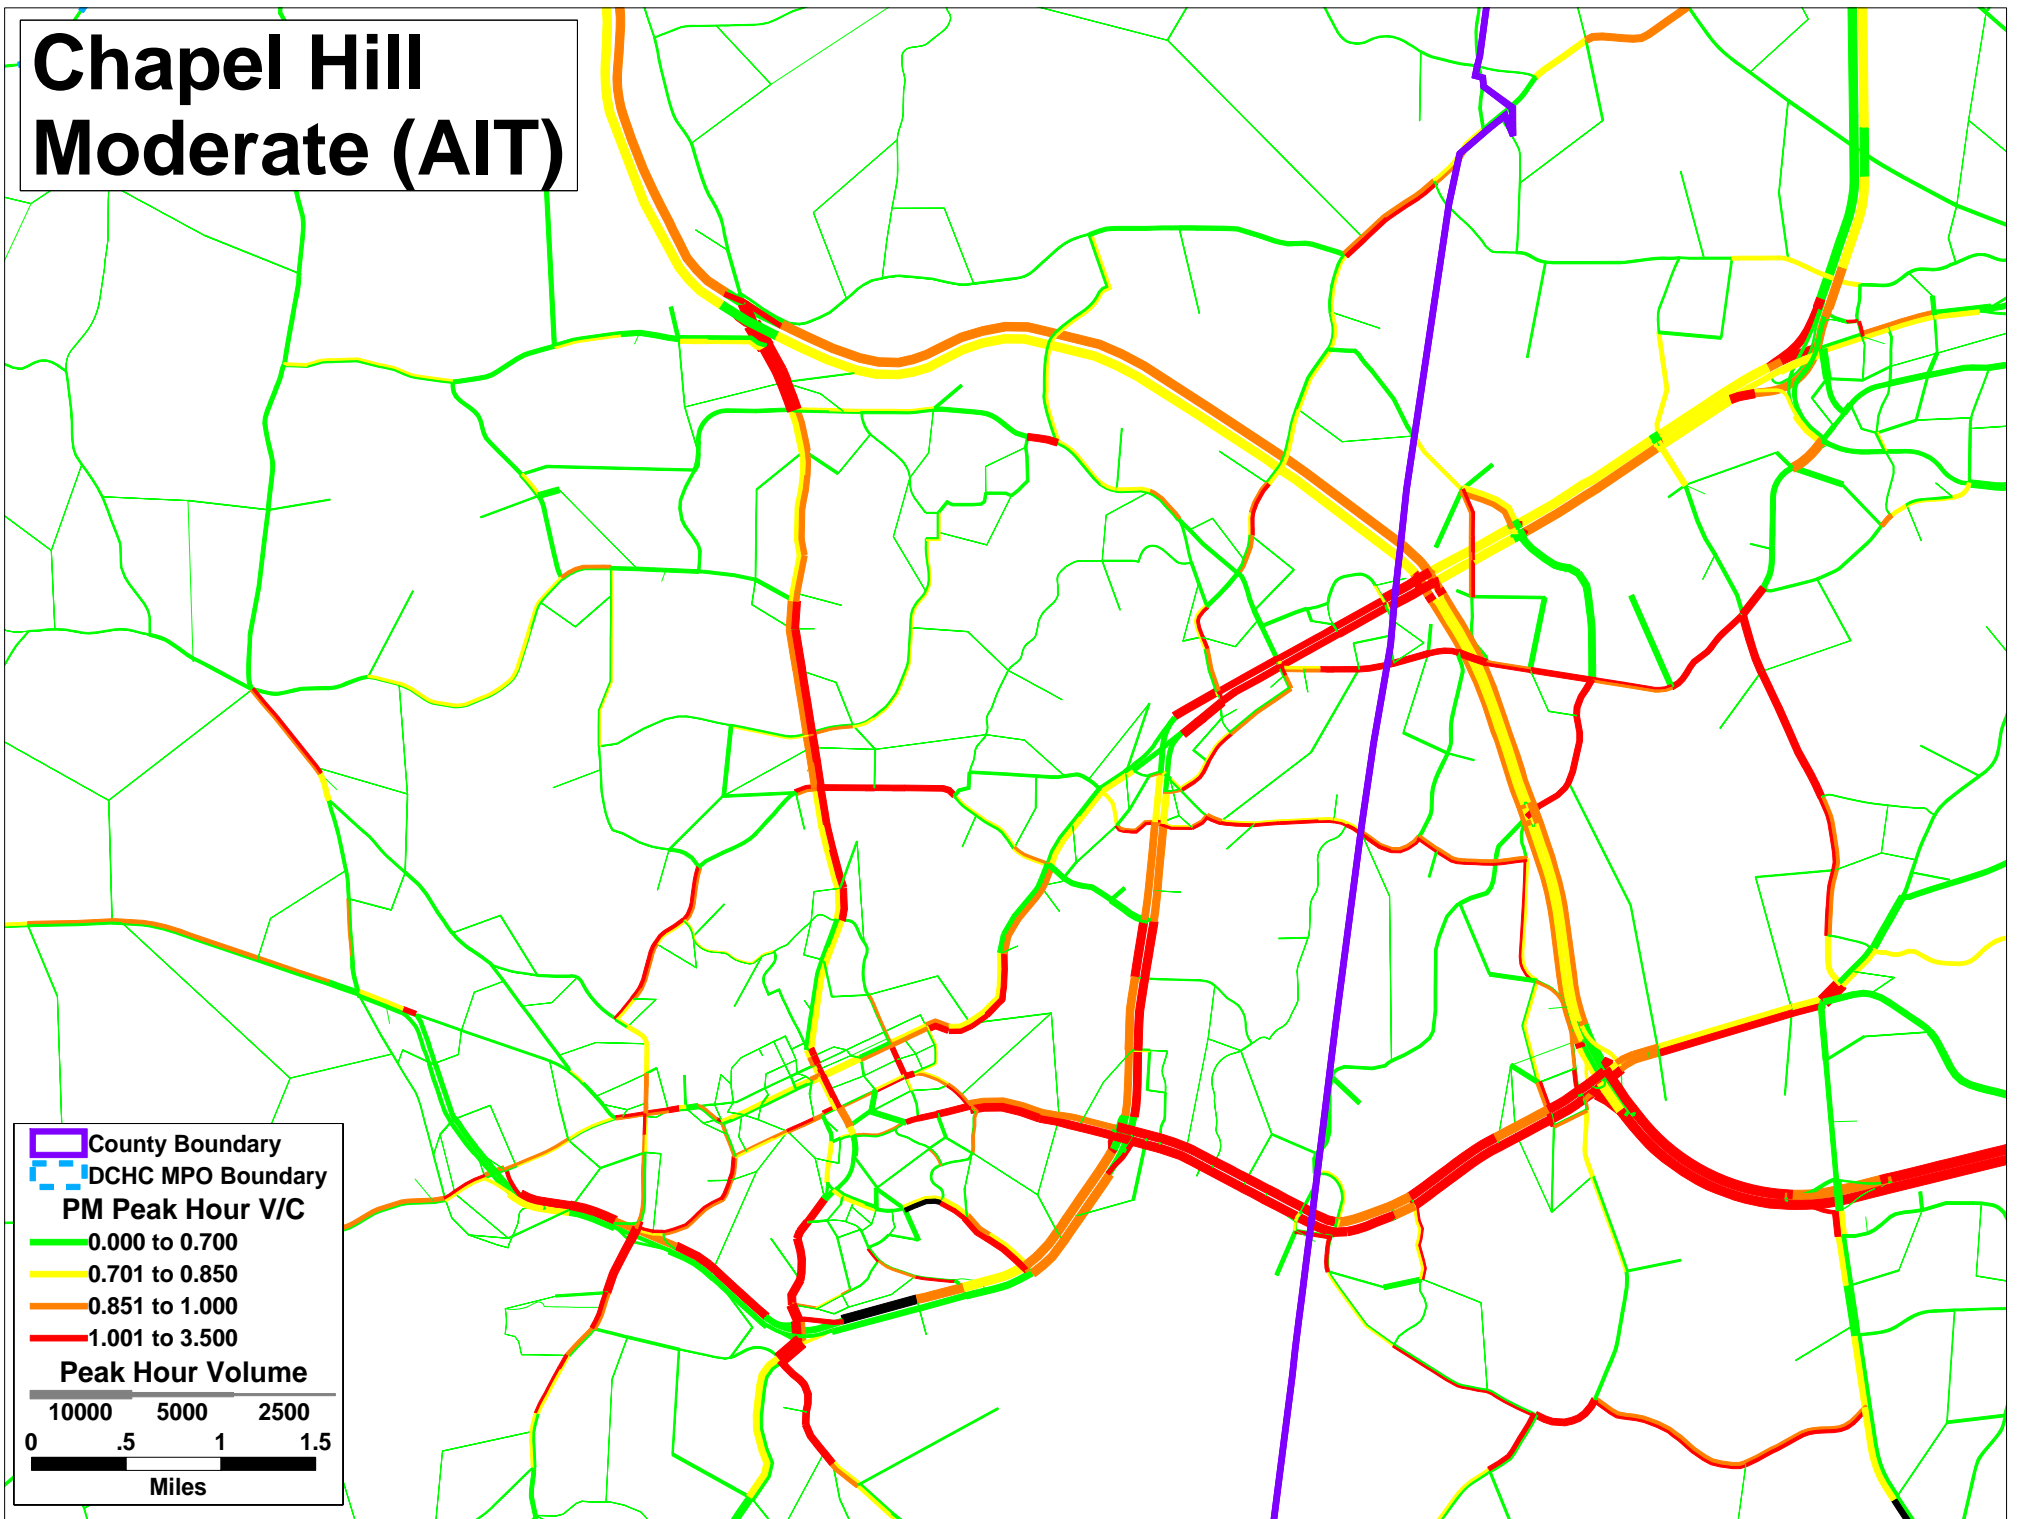 Chapel Hill
Moderate (AIT)
County Boundary
DCHC MPO Boundary
PM Peak Hour V/C
0.000 to 0.700
0.701 to 0.850
0.851 to 1.000
1.001 to 3.500
Peak Hour Volume
10000 5000 2500
0 .5 1 1.5
Miles